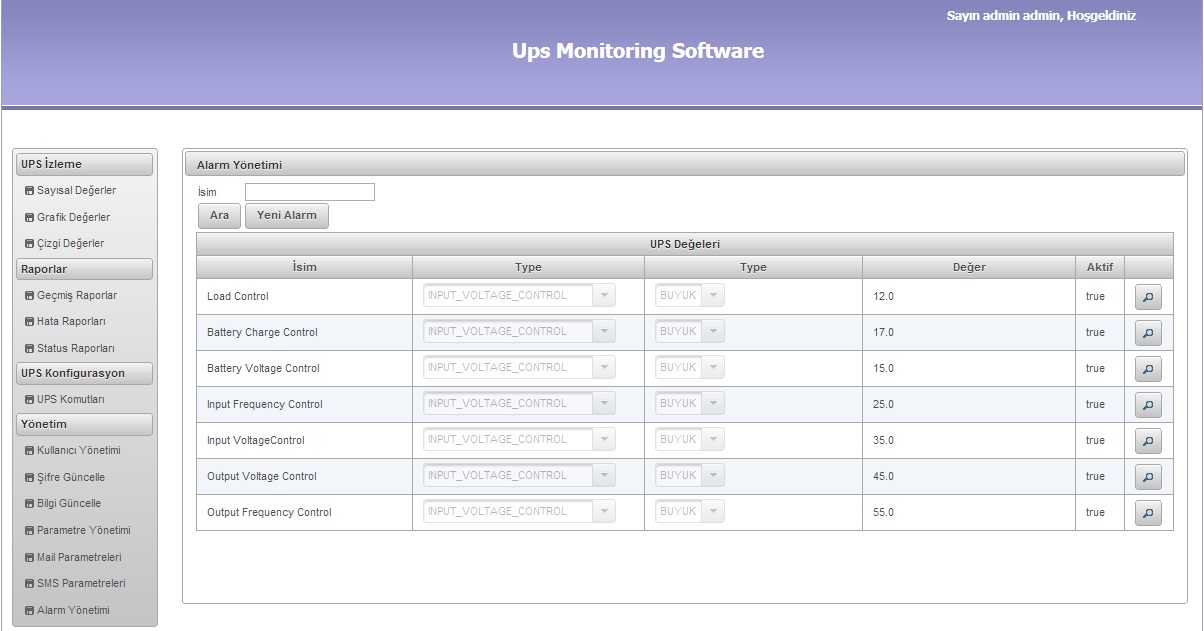 Sayın admin admin, Hoşgeldiniz
Ups Monitoring Software
UPS İzleme
Sayısal Değerler
Grafik Değerler
Çizgi Değerler
Raporlar
Geçmiş Raporlar
Hata Raporları
Status Raporları
UPS Konfigurasyon
UPS Komutları
Yönetim
Kullanıcı Yönetimi
Şifre Güncelle
Bilgi Güncelle
Parametre Yönetimi
Mail Parametreleri
SMS Parametreleri
Alarm Yönetimi
Alarm Yönetimi
İsim
Ara Yeni Alarm
UPS Değeleri
İsim Type Type Değer Aktif
Load Control INPUT_VOLTAGE_CONTROL BUYUK 12.0 true
Battery Charge Control INPUT_VOLTAGE_CONTROL BUYUK 17.0 true
Battery Voltage Control INPUT_VOLTAGE_CONTROL BUYUK 15.0 true
Input Frequency Control INPUT_VOLTAGE_CONTROL BUYUK 25.0 true
Input VoltageControl INPUT_VOLTAGE_CONTROL BUYUK 35.0 true
Output Voltage Control INPUT_VOLTAGE_CONTROL BUYUK 45.0 true
Output Frequency Control INPUT_VOLTAGE_CONTROL BUYUK 55.0 true